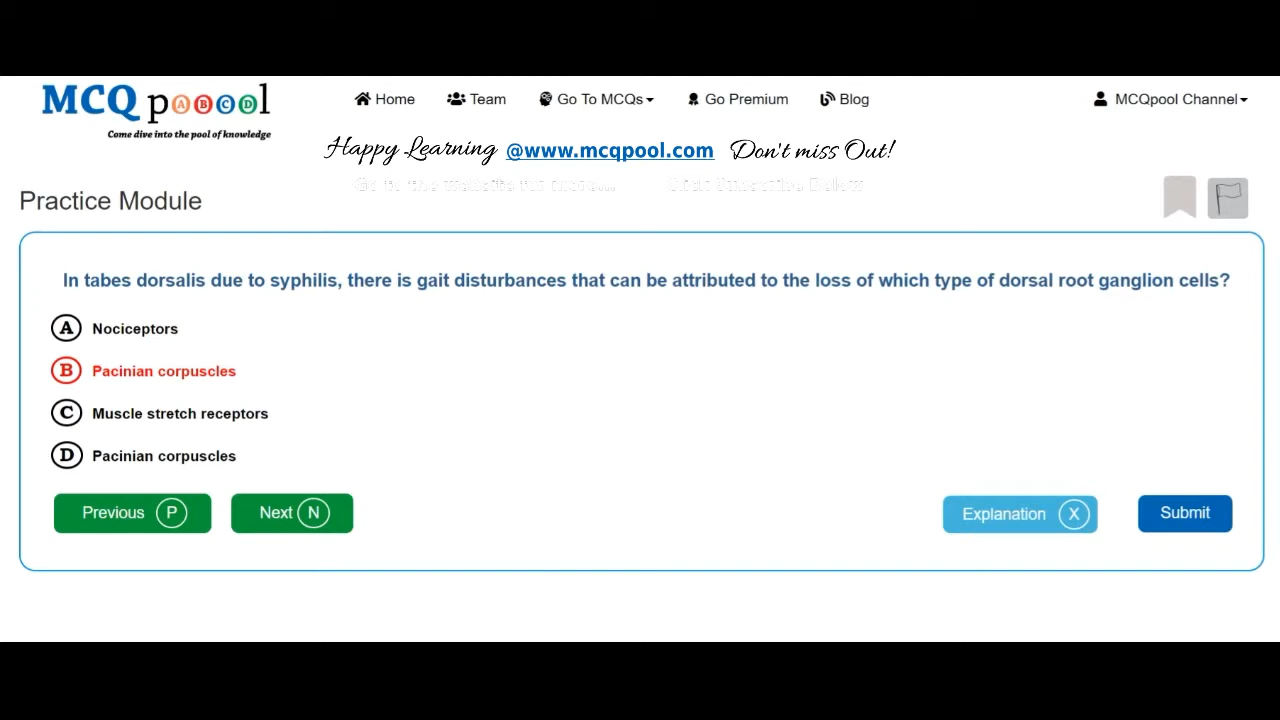 MCQ pooool
Come dive into the pool of knowledge
Home Team Go To MCQs Go Premium Blog MCQpool Channel
Happy Learning @www.mcqpool.com Don't miss Out!
Practice Module
In tabes dorsalis due to syphilis, there is gait disturbances that can be attributed to the loss of which type of dorsal root ganglion cells?
A Nociceptors
B Pacinian corpuscles
C Muscle stretch receptors
D Pacinian corpuscles
Previous P Next N Explanation X Submit